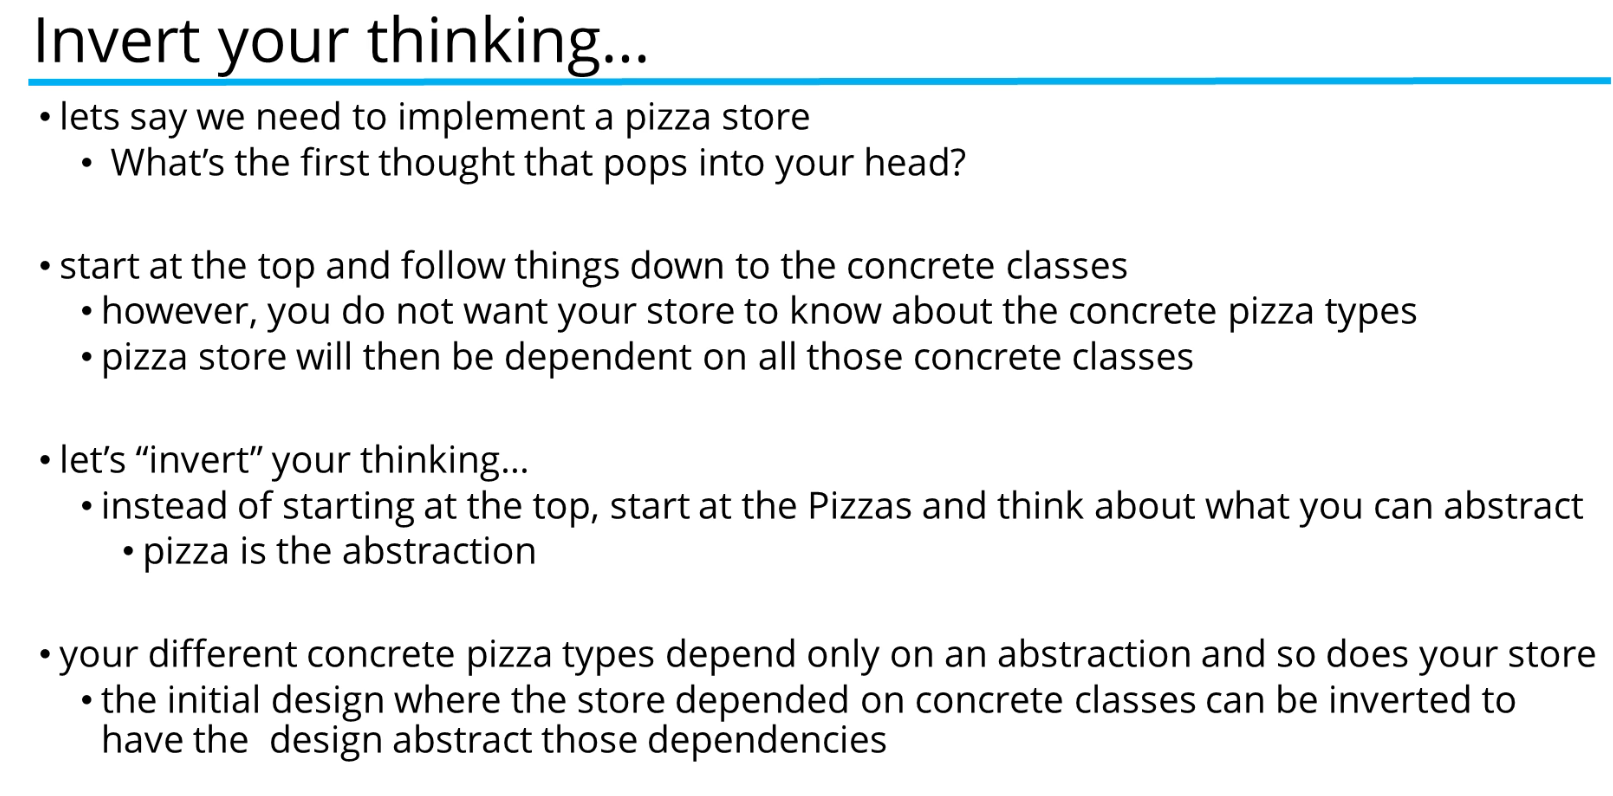 Invert your thinking...
• lets say we need to implement a pizza store
• What’s the first thought that pops into your head?
• start at the top and follow things down to the concrete classes
• however, you do not want your store to know about the concrete pizza types
• pizza store will then be dependent on all those concrete classes
• let’s “invert” your thinking...
• instead of starting at the top, start at the Pizzas and think about what you can abstract
• pizza is the abstraction
• your different concrete pizza types depend only on an abstraction and so does your store
• the initial design where the store depended on concrete classes can be inverted to
have the  design abstract those dependencies